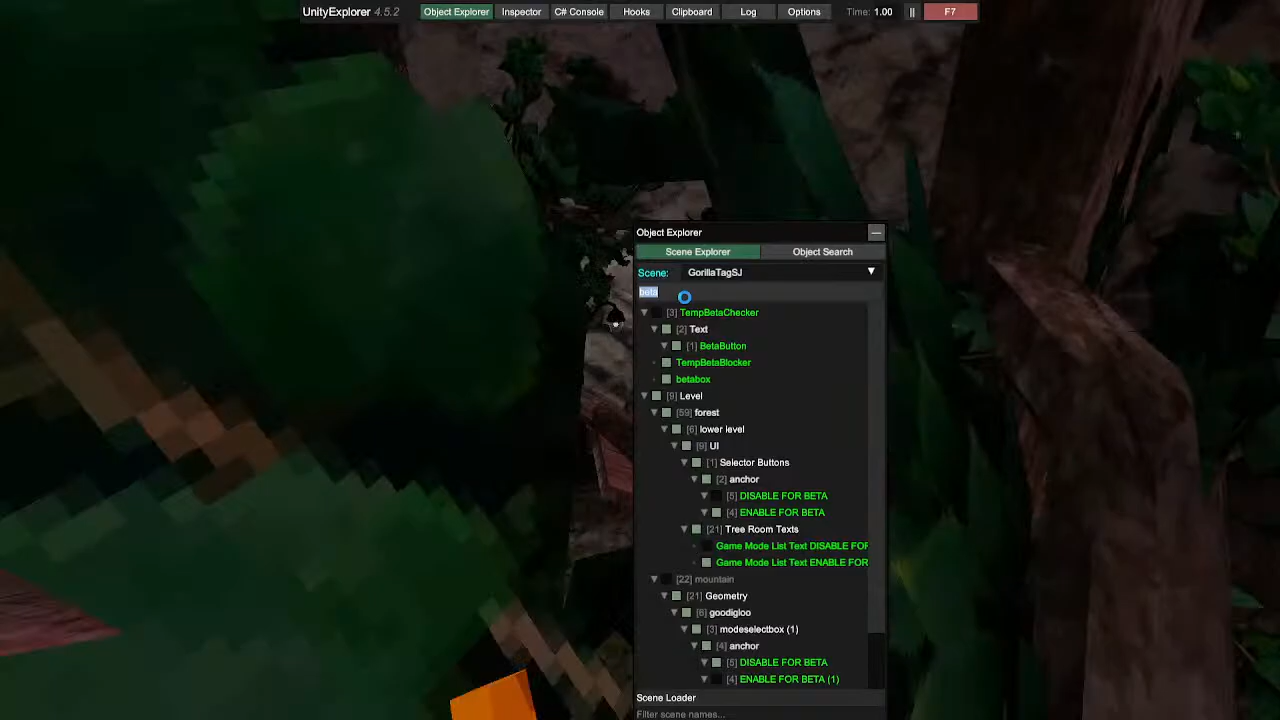 UnityExplorer 4.5.2 Object Explorer Inspector C# Console Hooks Clipboard Log Options Time: 1.00 || F7
Object Explorer —
Scene Explorer Object Search
Scene: GorillaTagSJ ▼
beta
[3] TempBetaChecker
[2] Text
[1] BetaButton
TempBetaBlocker
betabox
[9] Level
[59] forest
[6] lower level
[9] UI
[1] Selector Buttons
[2] anchor
[5] DISABLE FOR BETA
[4] ENABLE FOR BETA
[21] Tree Room Texts
Game Mode List Text DISABLE FOR
Game Mode List Text ENABLE FOR
[22] mountain
[21] Geometry
[6] goodigloo
[3] modeselectbox (1)
[4] anchor
[5] DISABLE FOR BETA
[4] ENABLE FOR BETA (1)
Scene Loader
Filter scene names...